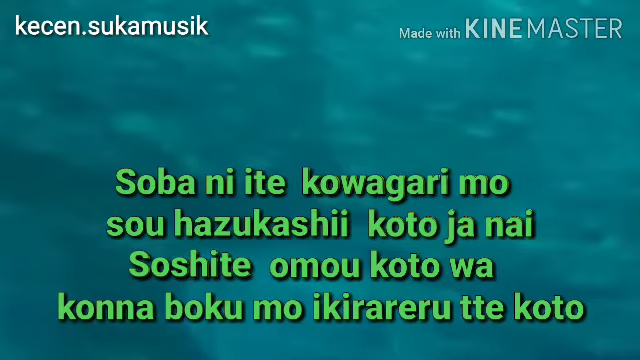 kecen.sukamusik
Made with KINEMASTER
Soba ni ite kowagari mo
sou hazukashii koto ja nai
Soshite omou koto wa
konna boku mo ikirareru tte koto